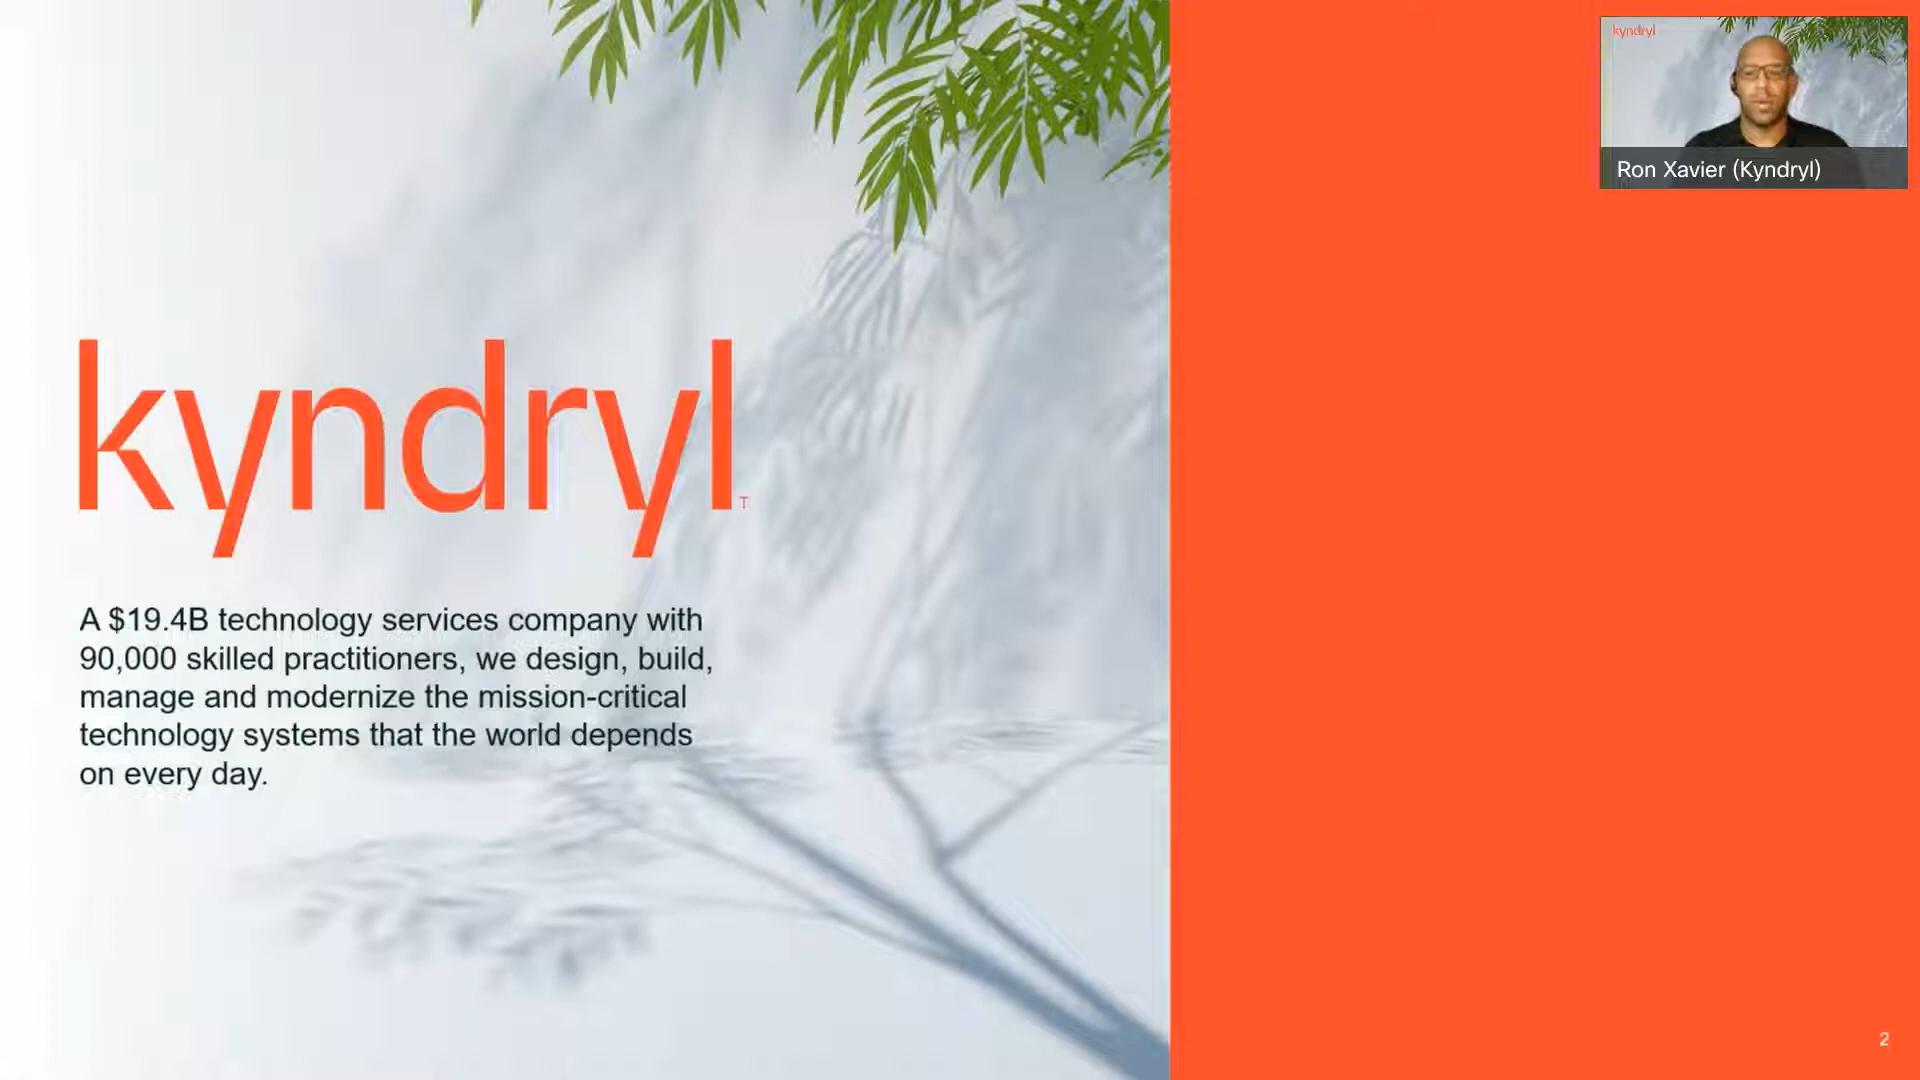 kyndryl
Ron Xavier (Kyndryl)
kyndryl
A $19.4B technology services company with
90,000 skilled practitioners, we design, build,
manage and modernize the mission-critical
technology systems that the world depends
on every day.
2